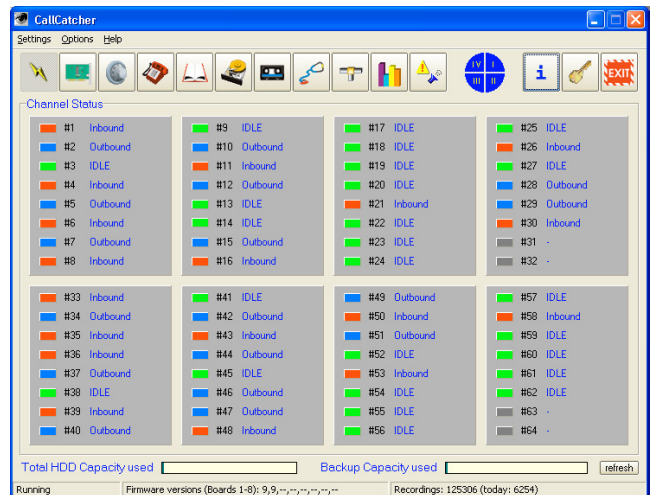 CallCatcher
Settings Options Help
IV I
III II
i
EXIT
Channel Status
#1 Inbound
#2 Outbound
#3 IDLE
#4 Inbound
#5 Outbound
#6 Inbound
#7 Outbound
#8 Inbound
#9 IDLE
#10 Outbound
#11 Inbound
#12 Outbound
#13 IDLE
#14 IDLE
#15 Outbound
#16 Inbound
#17 IDLE
#18 IDLE
#19 IDLE
#20 IDLE
#21 Inbound
#22 IDLE
#23 IDLE
#24 IDLE
#25 IDLE
#26 Inbound
#27 IDLE
#28 Outbound
#29 Outbound
#30 Inbound
#31 -
#32 -
#33 Inbound
#34 Outbound
#35 Inbound
#36 Inbound
#37 Outbound
#38 IDLE
#39 Inbound
#40 Outbound
#41 IDLE
#42 Outbound
#43 Inbound
#44 Outbound
#45 IDLE
#46 Outbound
#47 Outbound
#48 Inbound
#49 Outbound
#50 Inbound
#51 Outbound
#52 IDLE
#53 Inbound
#54 IDLE
#55 IDLE
#56 IDLE
#57 IDLE
#58 Inbound
#59 IDLE
#60 IDLE
#61 IDLE
#62 IDLE
#63 -
#64 -
Total HDD Capacity used Backup Capacity used refresh
Running Firmware versions (Boards 1-8): 9,9,--,--,--,--,--,-- Recordings: 125306 (today: 6254)